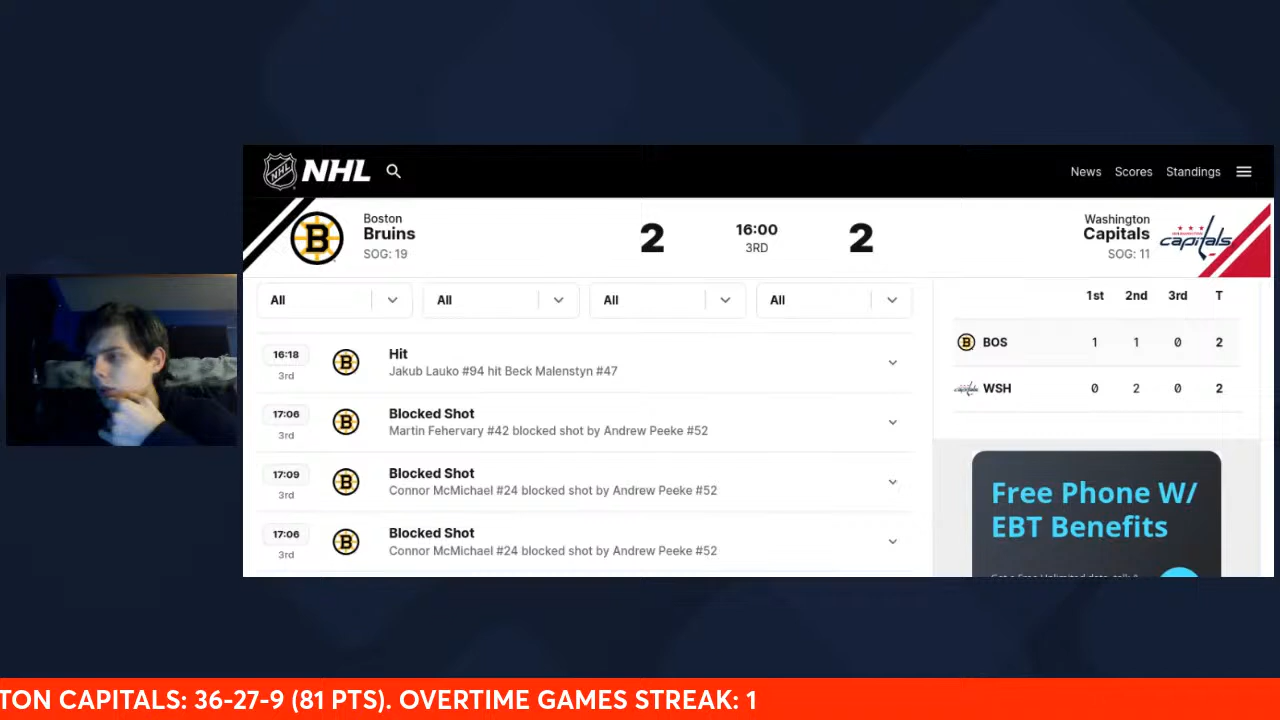 NHL
News Scores Standings
Boston
Bruins
SOG: 19
2
16:00
3RD
2
Washington
Capitals
SOG: 11
capitals
All All All All
16:18
3rd
Hit
Jakub Lauko #94 hit Beck Malenstyn #47
17:06
3rd
Blocked Shot
Martin Fehervary #42 blocked shot by Andrew Peeke #52
17:09
3rd
Blocked Shot
Connor McMichael #24 blocked shot by Andrew Peeke #52
17:06
3rd
Blocked Shot
Connor McMichael #24 blocked shot by Andrew Peeke #52
1st 2nd 3rd T
BOS 1 1 0 2
WSH 0 2 0 2
Free Phone W/
EBT Benefits
TON CAPITALS: 36-27-9 (81 PTS). OVERTIME GAMES STREAK: 1